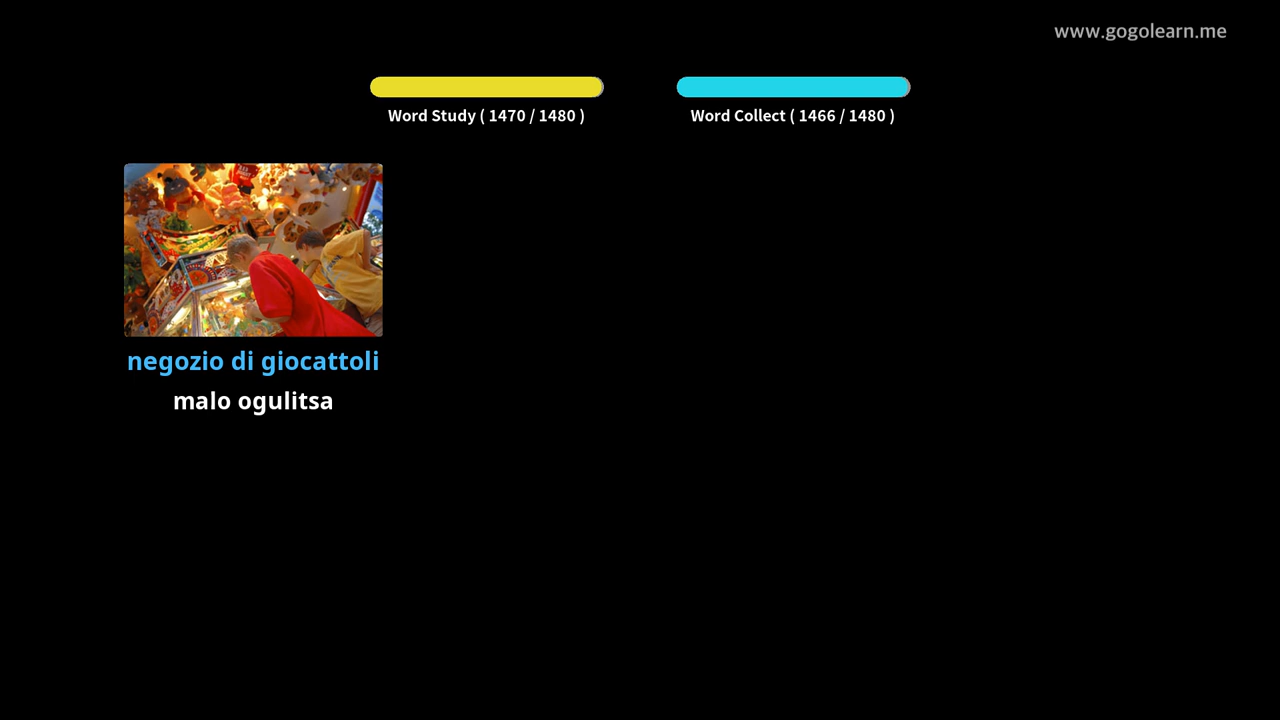 www.gogolearn.me
Word Study ( 1470 / 1480 )
Word Collect ( 1466 / 1480 )
negozio di giocattoli
malo ogulitsa